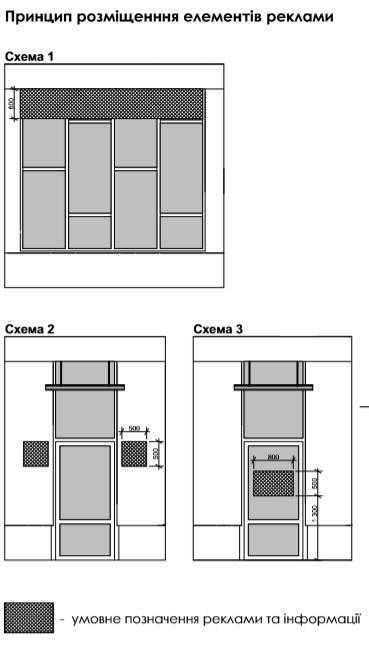 Принцип розміщенння елементів реклами
Схема 1
600
Схема 2
Схема 3
500
500
800
500
1 300
- умовне позначення реклами та інформації